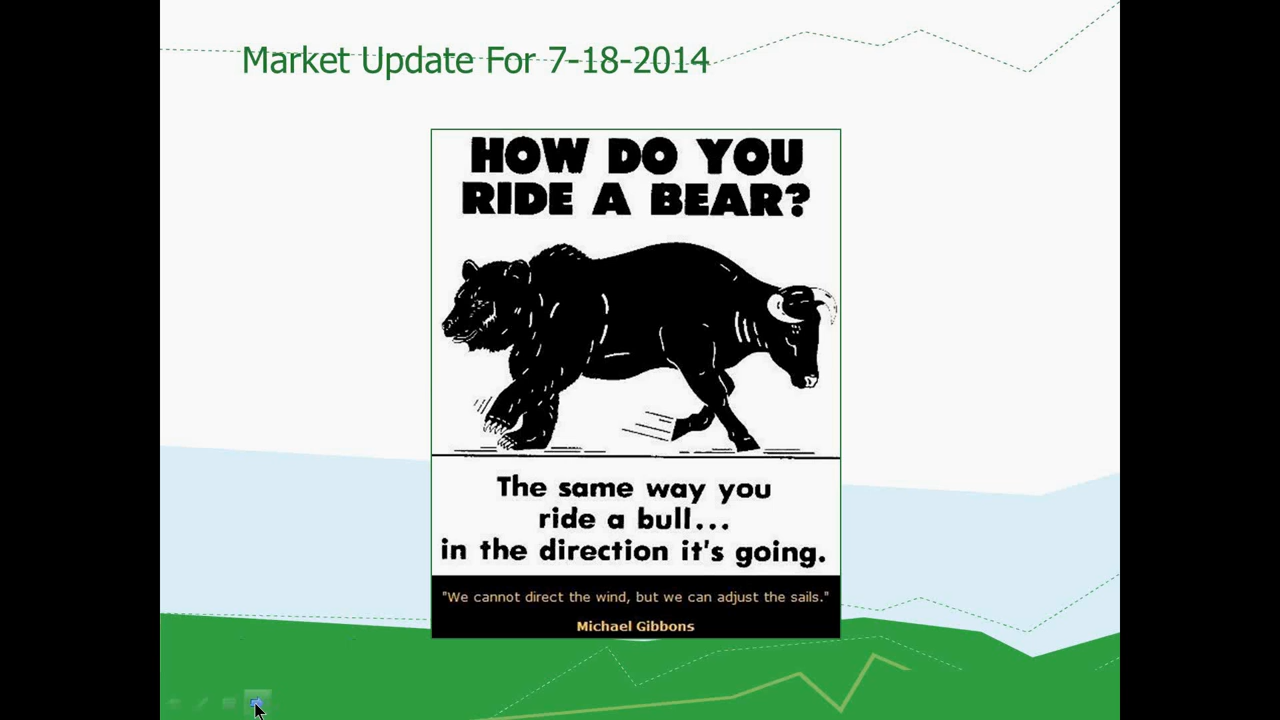 Market Update For 7-18-2014
HOW DO YOU
RIDE A BEAR?
The same way you
ride a bull...
in the direction it's going.
"We cannot direct the wind, but we can adjust the sails."
Michael Gibbons